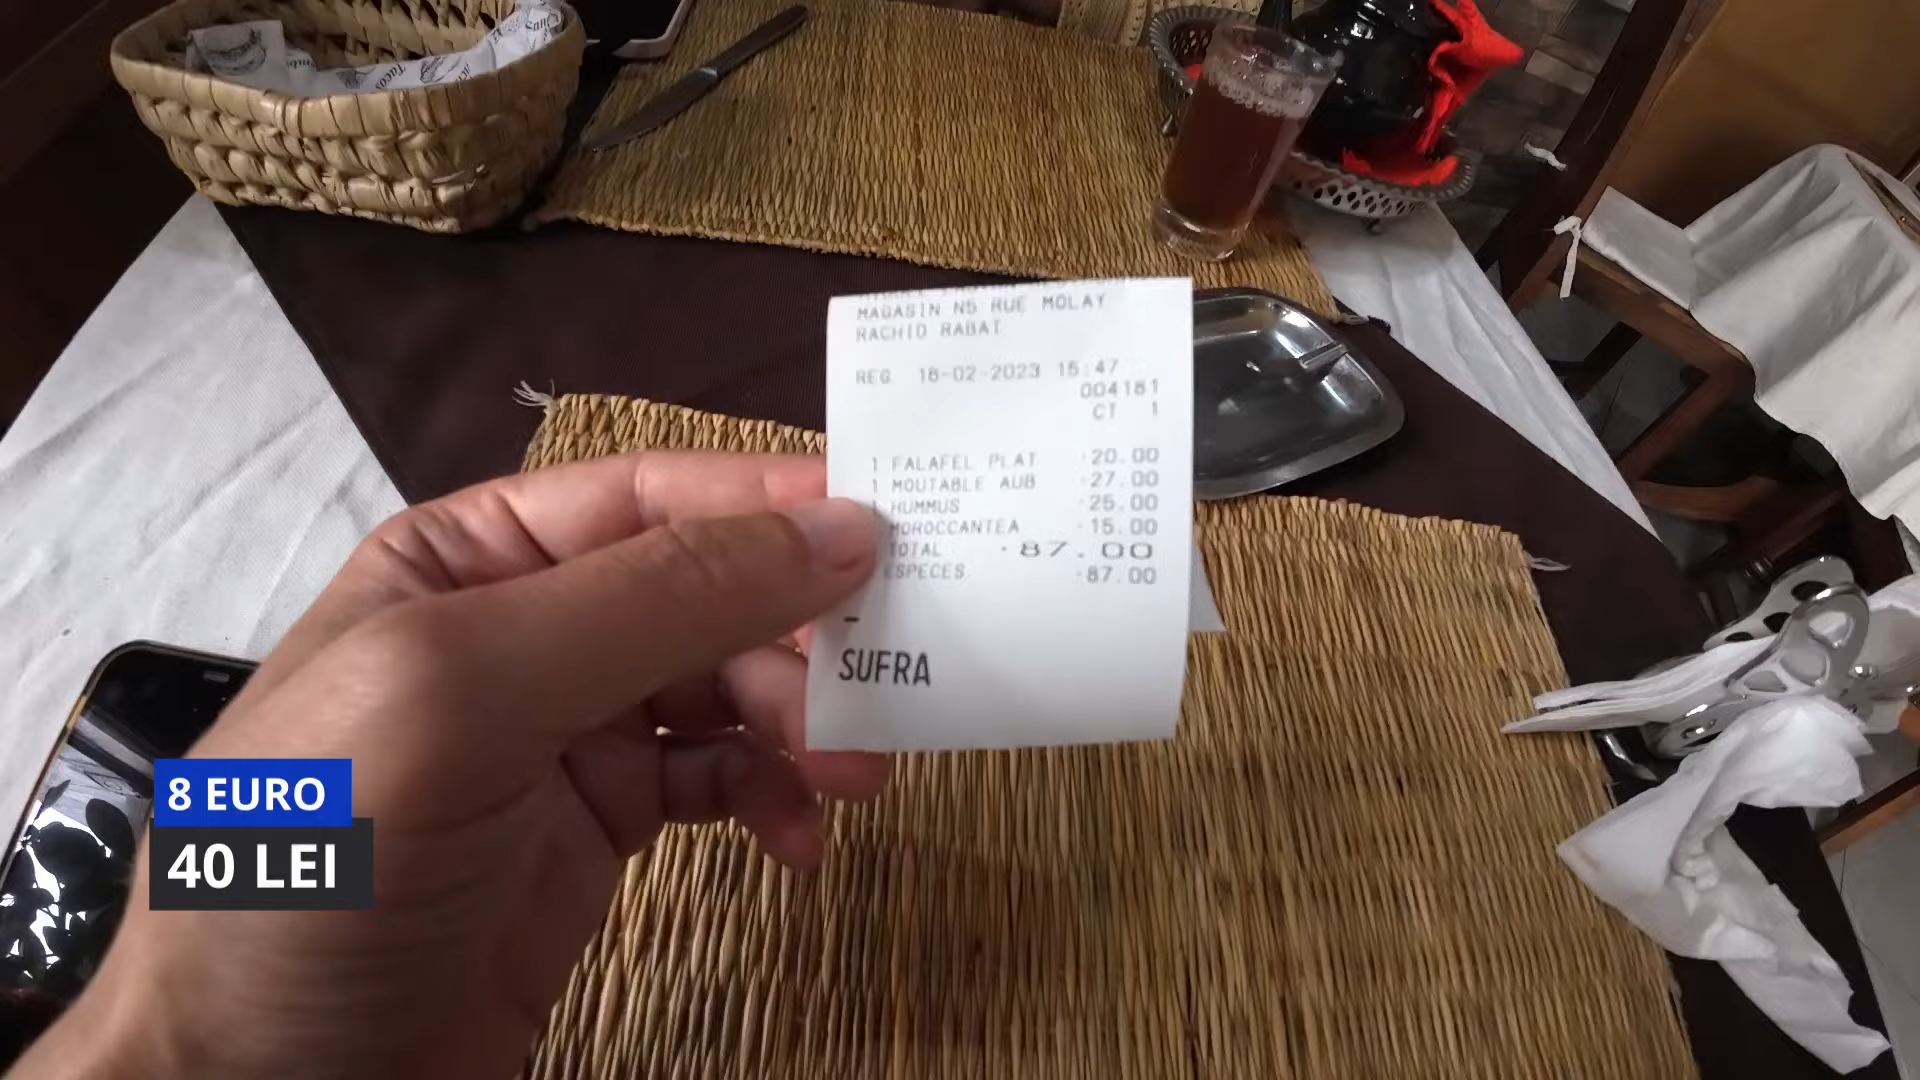 MAGASIN N5 RUE MOLAY
RACHID RABAT
REG 16-02-2023 15:47
004181
CT 1
1 FALAFEL PLAT ·20.00
1 MOUTABLE AUB ·27.00
1 HUMMUS ·25.00
MOROCCANTEA ·15.00
TOTAL ·87.00
ESPECES ·87.00
SUFRA
8 EURO
40 LEI